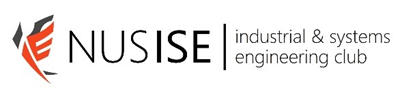 NUSISE
industrial & systems
engineering club